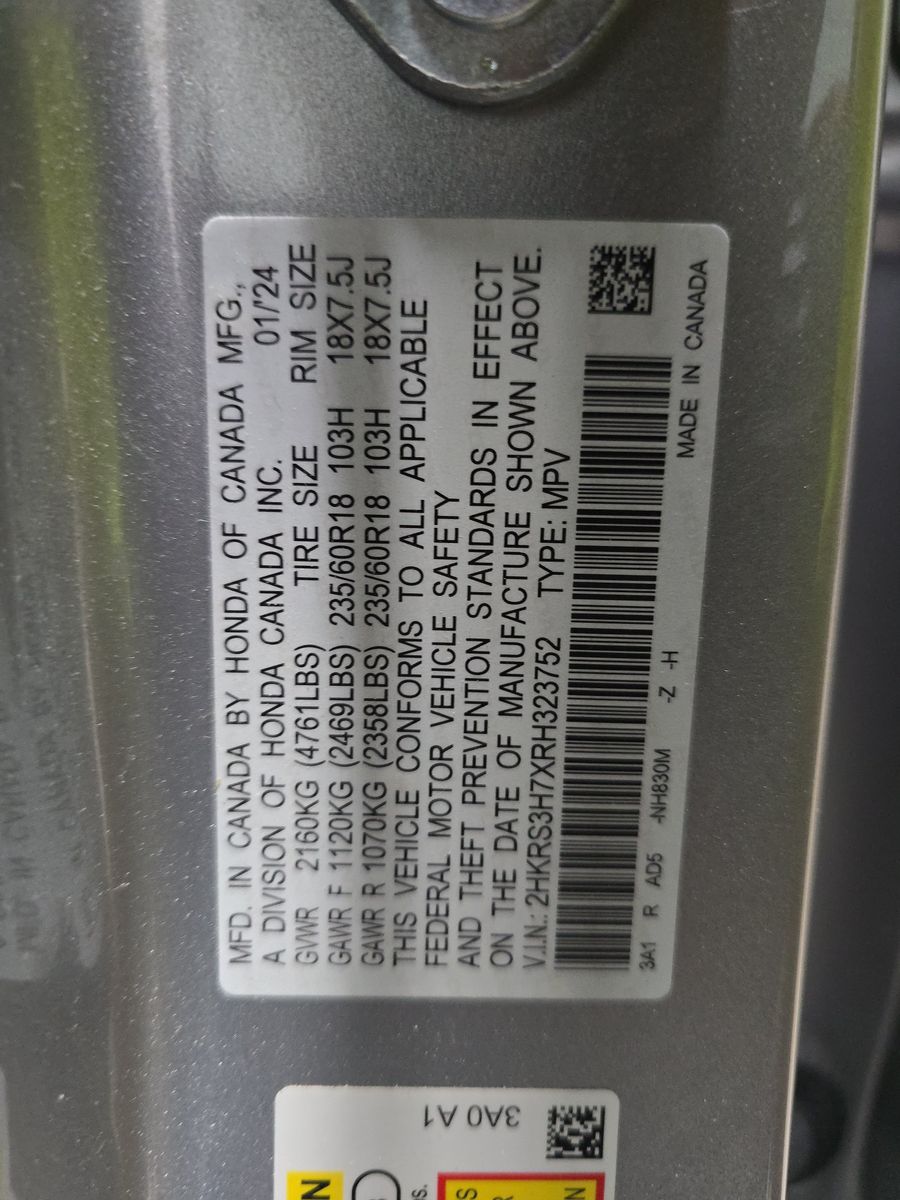 MFD. IN CANADA BY HONDA OF CANADA MFG.,
A DIVISION OF HONDA CANADA INC. 01/'24
GVWR 2160KG (4761LBS) TIRE SIZE RIM SIZE
GAWR F 1120KG (2469LBS) 235/60R18 103H 18X7.5J
GAWR R 1070KG (2358LBS) 235/60R18 103H 18X7.5J
THIS VEHICLE CONFORMS TO ALL APPLICABLE
FEDERAL MOTOR VEHICLE SAFETY
AND THEFT PREVENTION STANDARDS IN EFFECT
ON THE DATE OF MANUFACTURE SHOWN ABOVE.
V.I.N.: 2HKRS3H7XRH323752 TYPE: MPV
3A1 R AD5 -NH830M -Z -H
MADE IN CANADA
3A0 A1